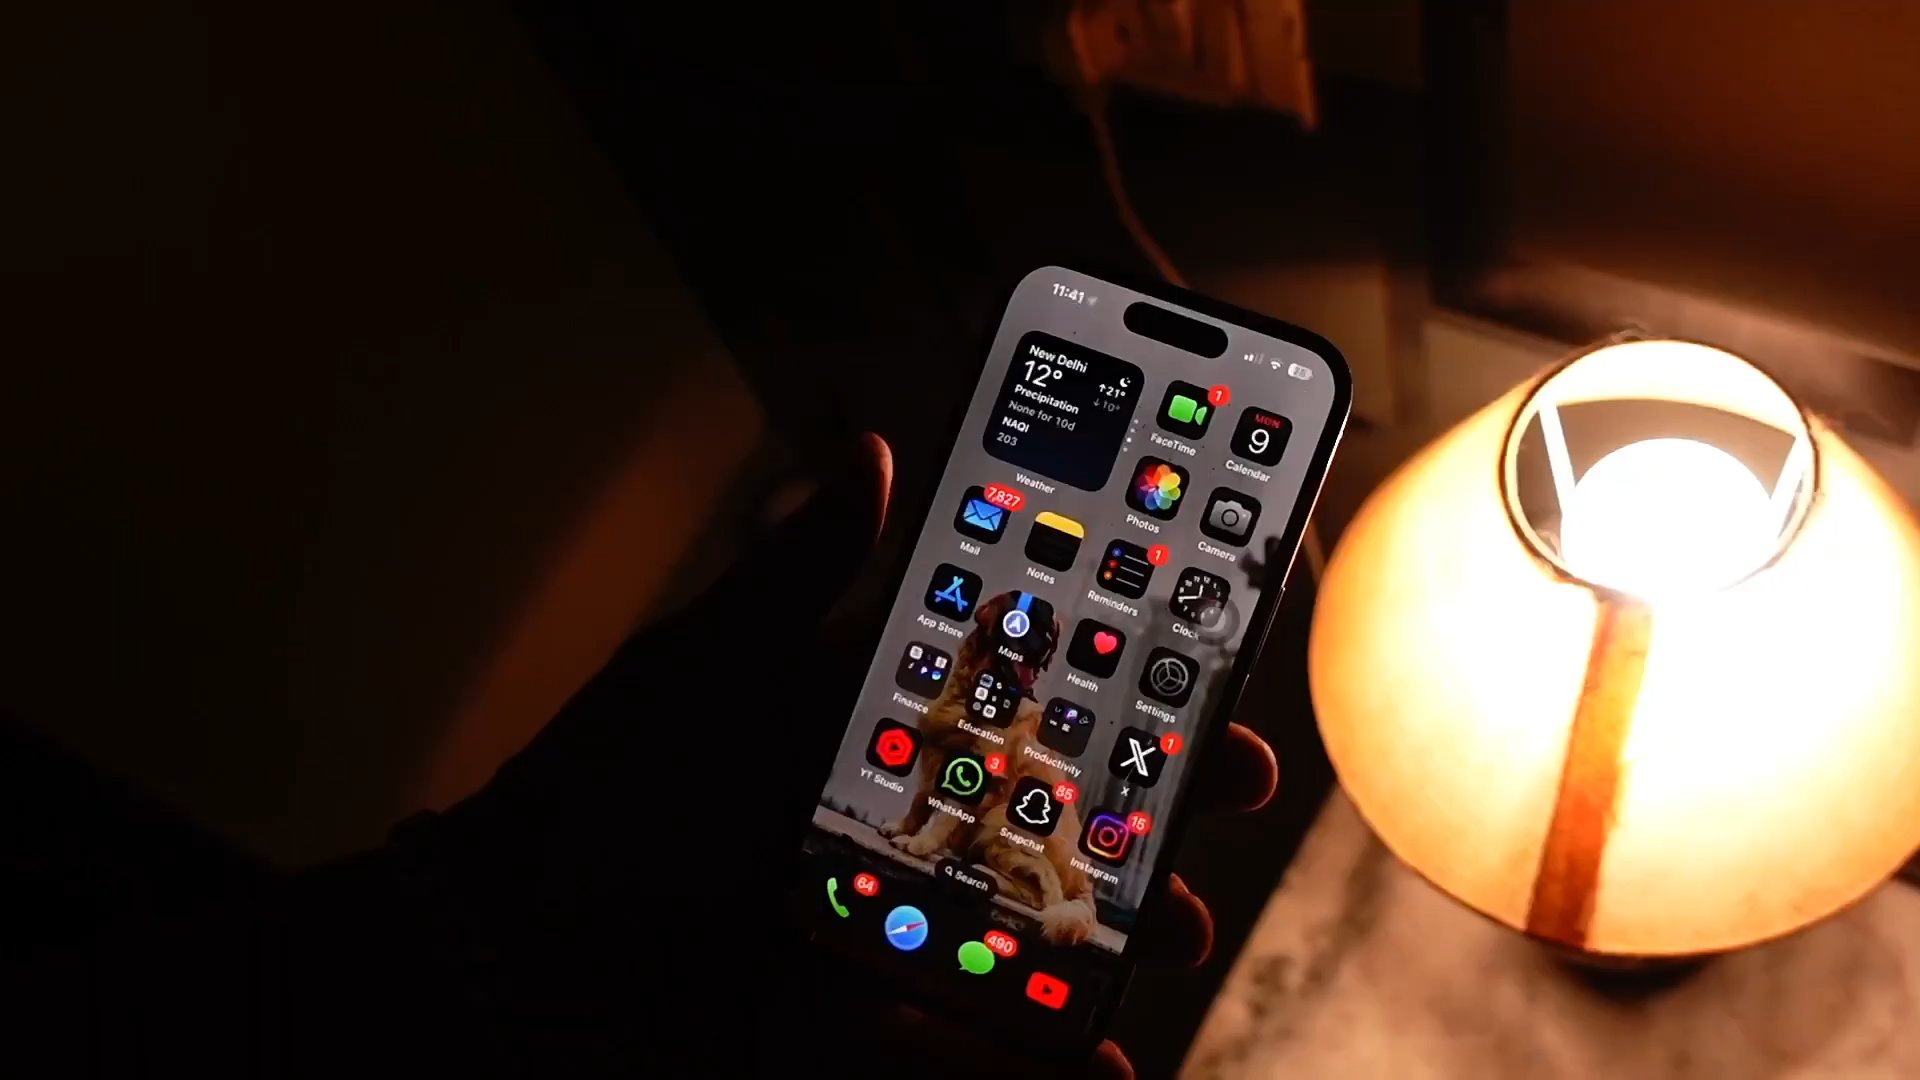 11:41
New Delhi
12°
↑21°
↓10°
Precipitation
None for 10d
NAQI
203
Weather
1
FaceTime
MON
9
Calendar
Photos
Camera
7,827
Mail
Notes
1
Reminders
Clock
App Store
Maps
Health
Settings
Finance
Education
Productivity
1
X
YT Studio
3
WhatsApp
85
Snapchat
15
Instagram
Search
64
490